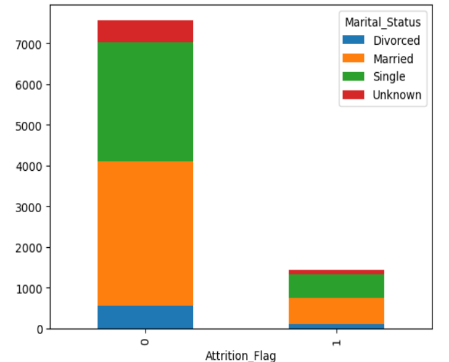 Marital_Status
Divorced
Married
Single
Unknown
7000
6000
5000
4000
3000
2000
1000
0
0
1
Attrition_Flag